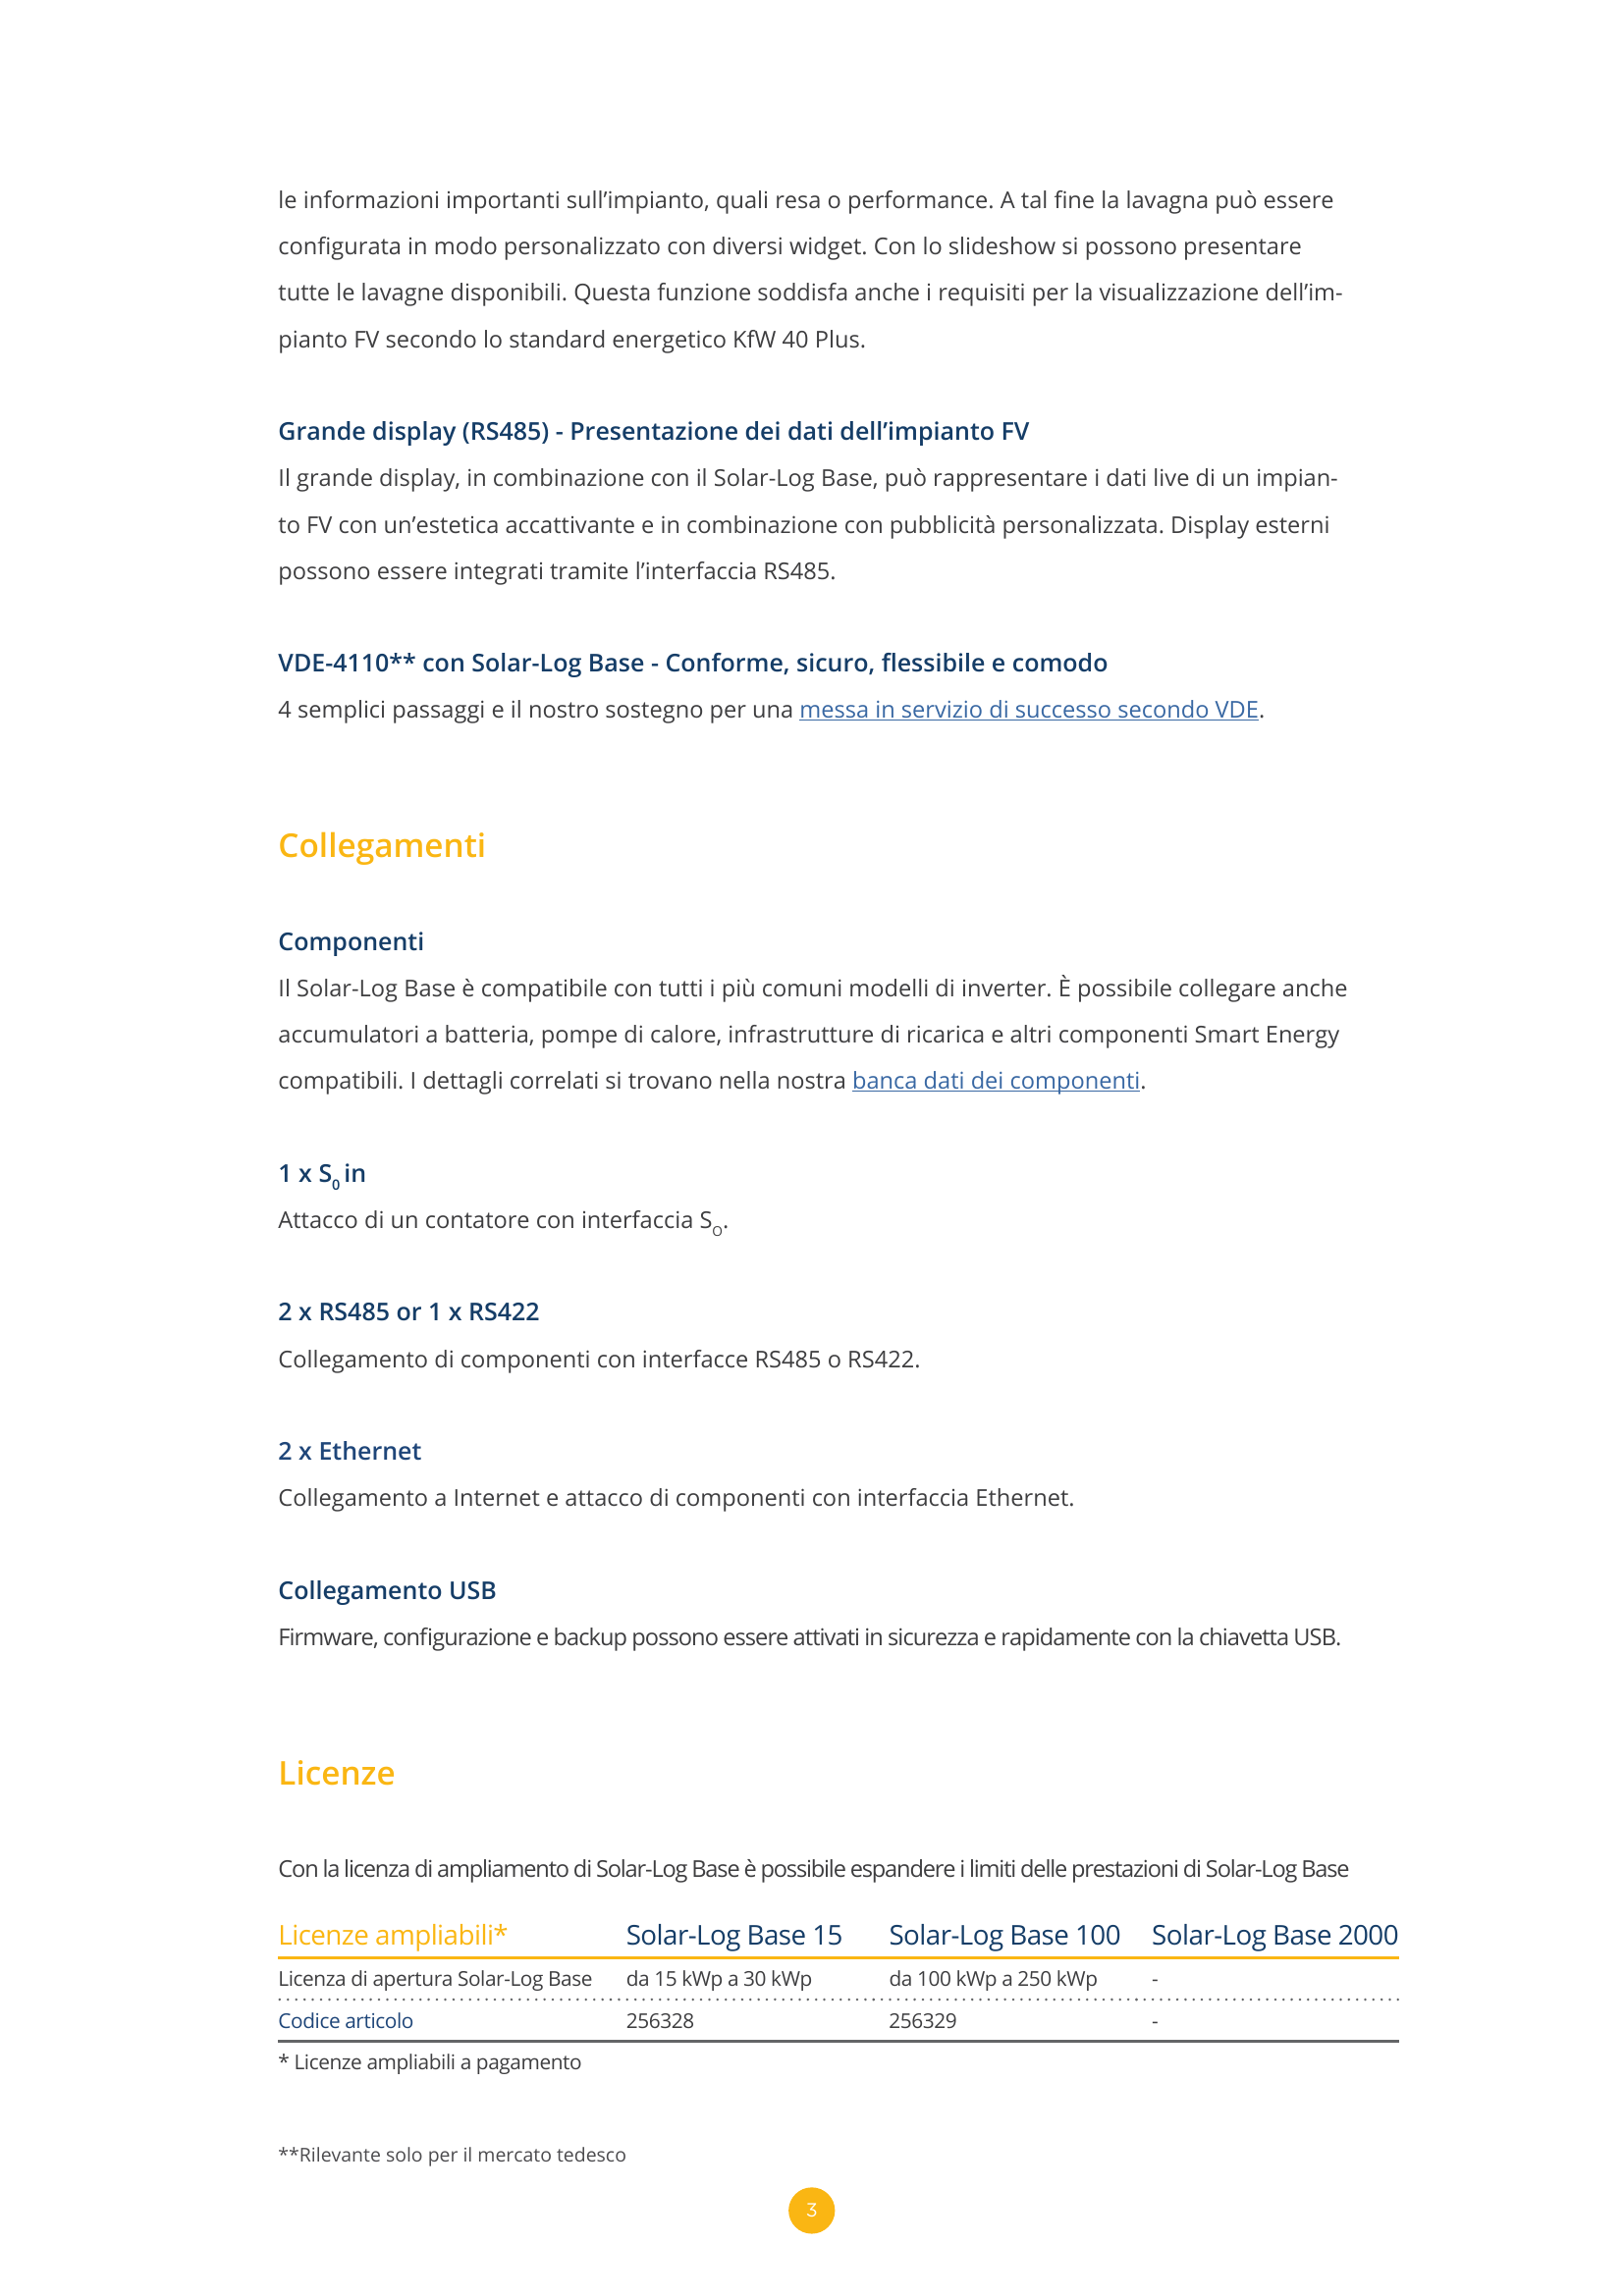 le informazioni importanti sull’impianto, quali resa o performance. A tal fine la lavagna può essere
configurata in modo personalizzato con diversi widget. Con lo slideshow si possono presentare
tutte le lavagne disponibili. Questa funzione soddisfa anche i requisiti per la visualizzazione dell’im-
pianto FV secondo lo standard energetico KfW 40 Plus.
Grande display (RS485) - Presentazione dei dati dell’impianto FV
Il grande display, in combinazione con il Solar-Log Base, può rappresentare i dati live di un impian-
to FV con un’estetica accattivante e in combinazione con pubblicità personalizzata. Display esterni
possono essere integrati tramite l’interfaccia RS485.
VDE-4110** con Solar-Log Base - Conforme, sicuro, flessibile e comodo
4 semplici passaggi e il nostro sostegno per una messa in servizio di successo secondo VDE.
Collegamenti
Componenti
Il Solar-Log Base è compatibile con tutti i più comuni modelli di inverter. È possibile collegare anche
accumulatori a batteria, pompe di calore, infrastrutture di ricarica e altri componenti Smart Energy
compatibili. I dettagli correlati si trovano nella nostra banca dati dei componenti.
1 x S0 in
Attacco di un contatore con interfaccia SO.
2 x RS485 or 1 x RS422
Collegamento di componenti con interfacce RS485 o RS422.
2 x Ethernet
Collegamento a Internet e attacco di componenti con interfaccia Ethernet.
Collegamento USB
Firmware, configurazione e backup possono essere attivati in sicurezza e rapidamente con la chiavetta USB.
Licenze
Con la licenza di ampliamento di Solar-Log Base è possibile espandere i limiti delle prestazioni di Solar-Log Base
Licenze ampliabili* Solar-Log Base 15 Solar-Log Base 100 Solar-Log Base 2000
Licenza di apertura Solar-Log Base da 15 kWp a 30 kWp da 100 kWp a 250 kWp -
Codice articolo 256328 256329 -
* Licenze ampliabili a pagamento
**Rilevante solo per il mercato tedesco
3